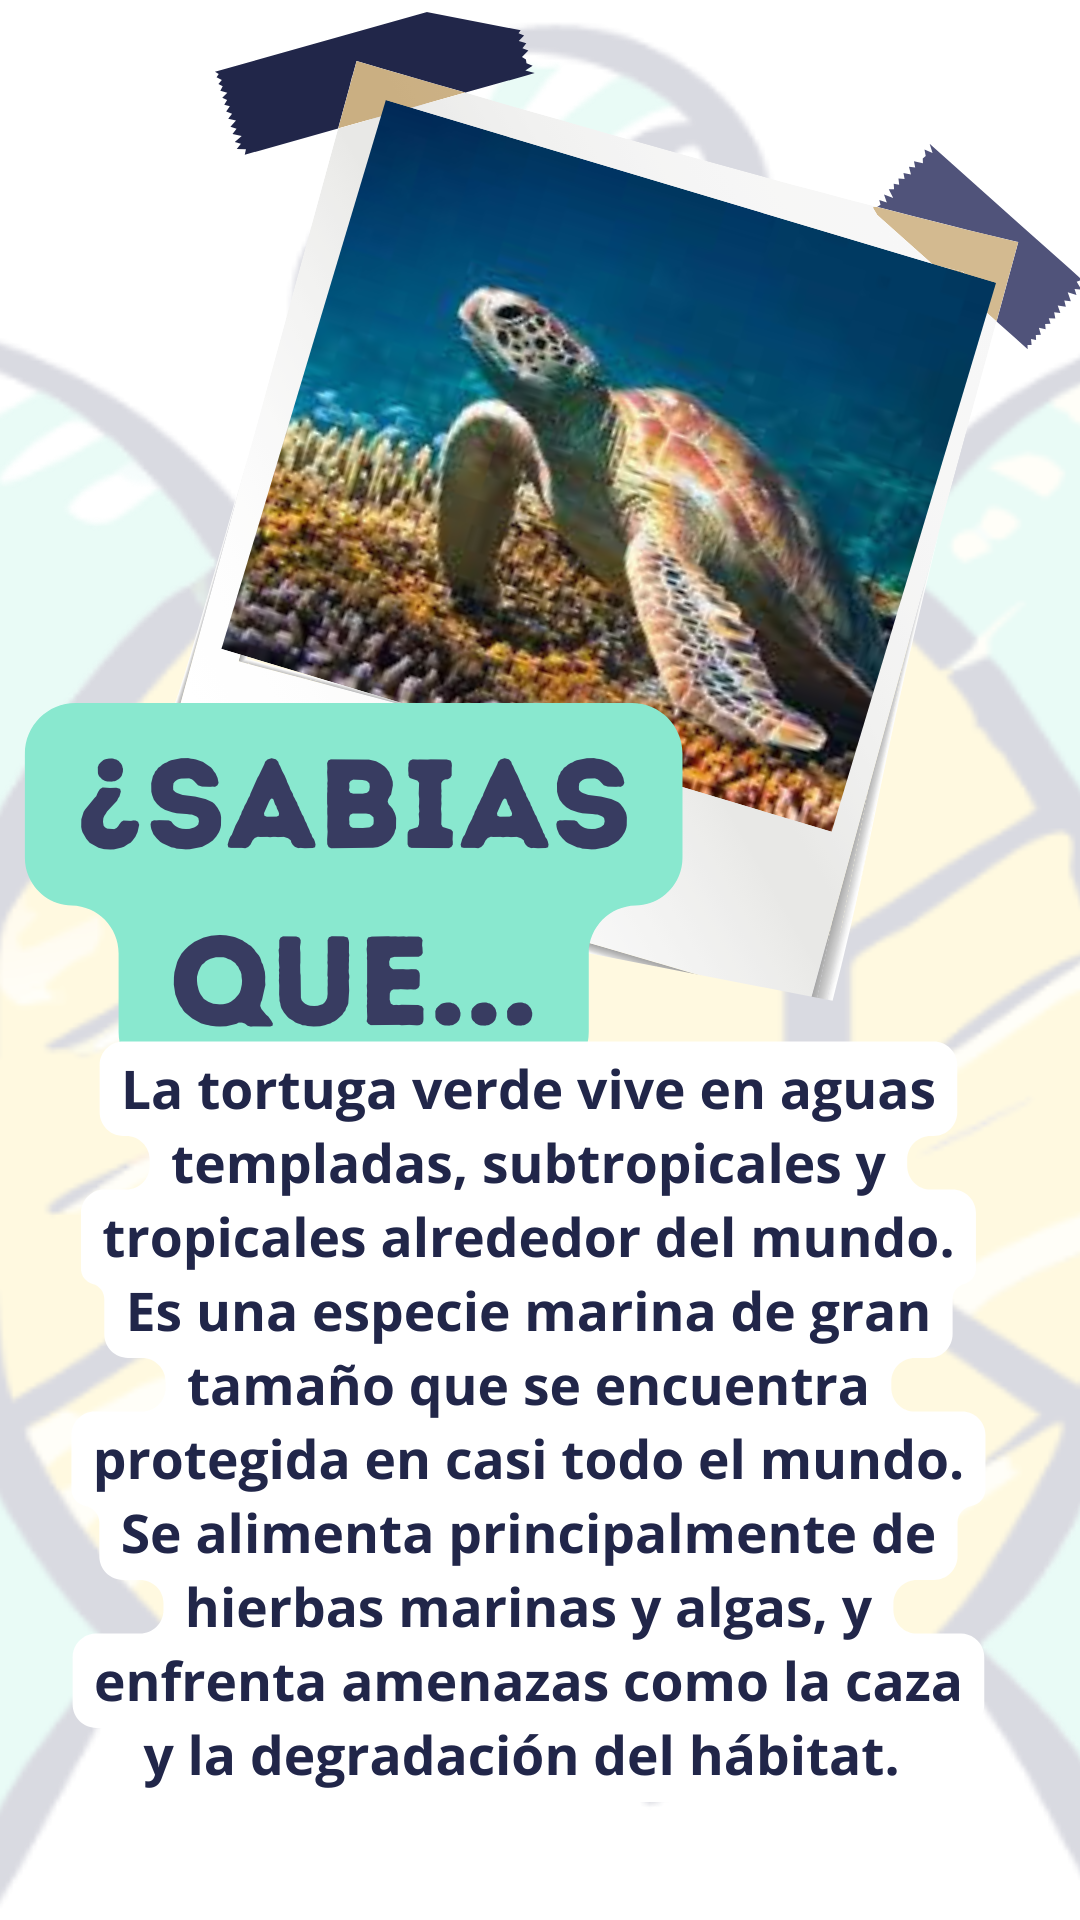 ¿SABIAS
QUE...
La tortuga verde vive en aguas
templadas, subtropicales y
tropicales alrededor del mundo.
Es una especie marina de gran
tamaño que se encuentra
protegida en casi todo el mundo.
Se alimenta principalmente de
hierbas marinas y algas, y
enfrenta amenazas como la caza
y la degradación del hábitat.